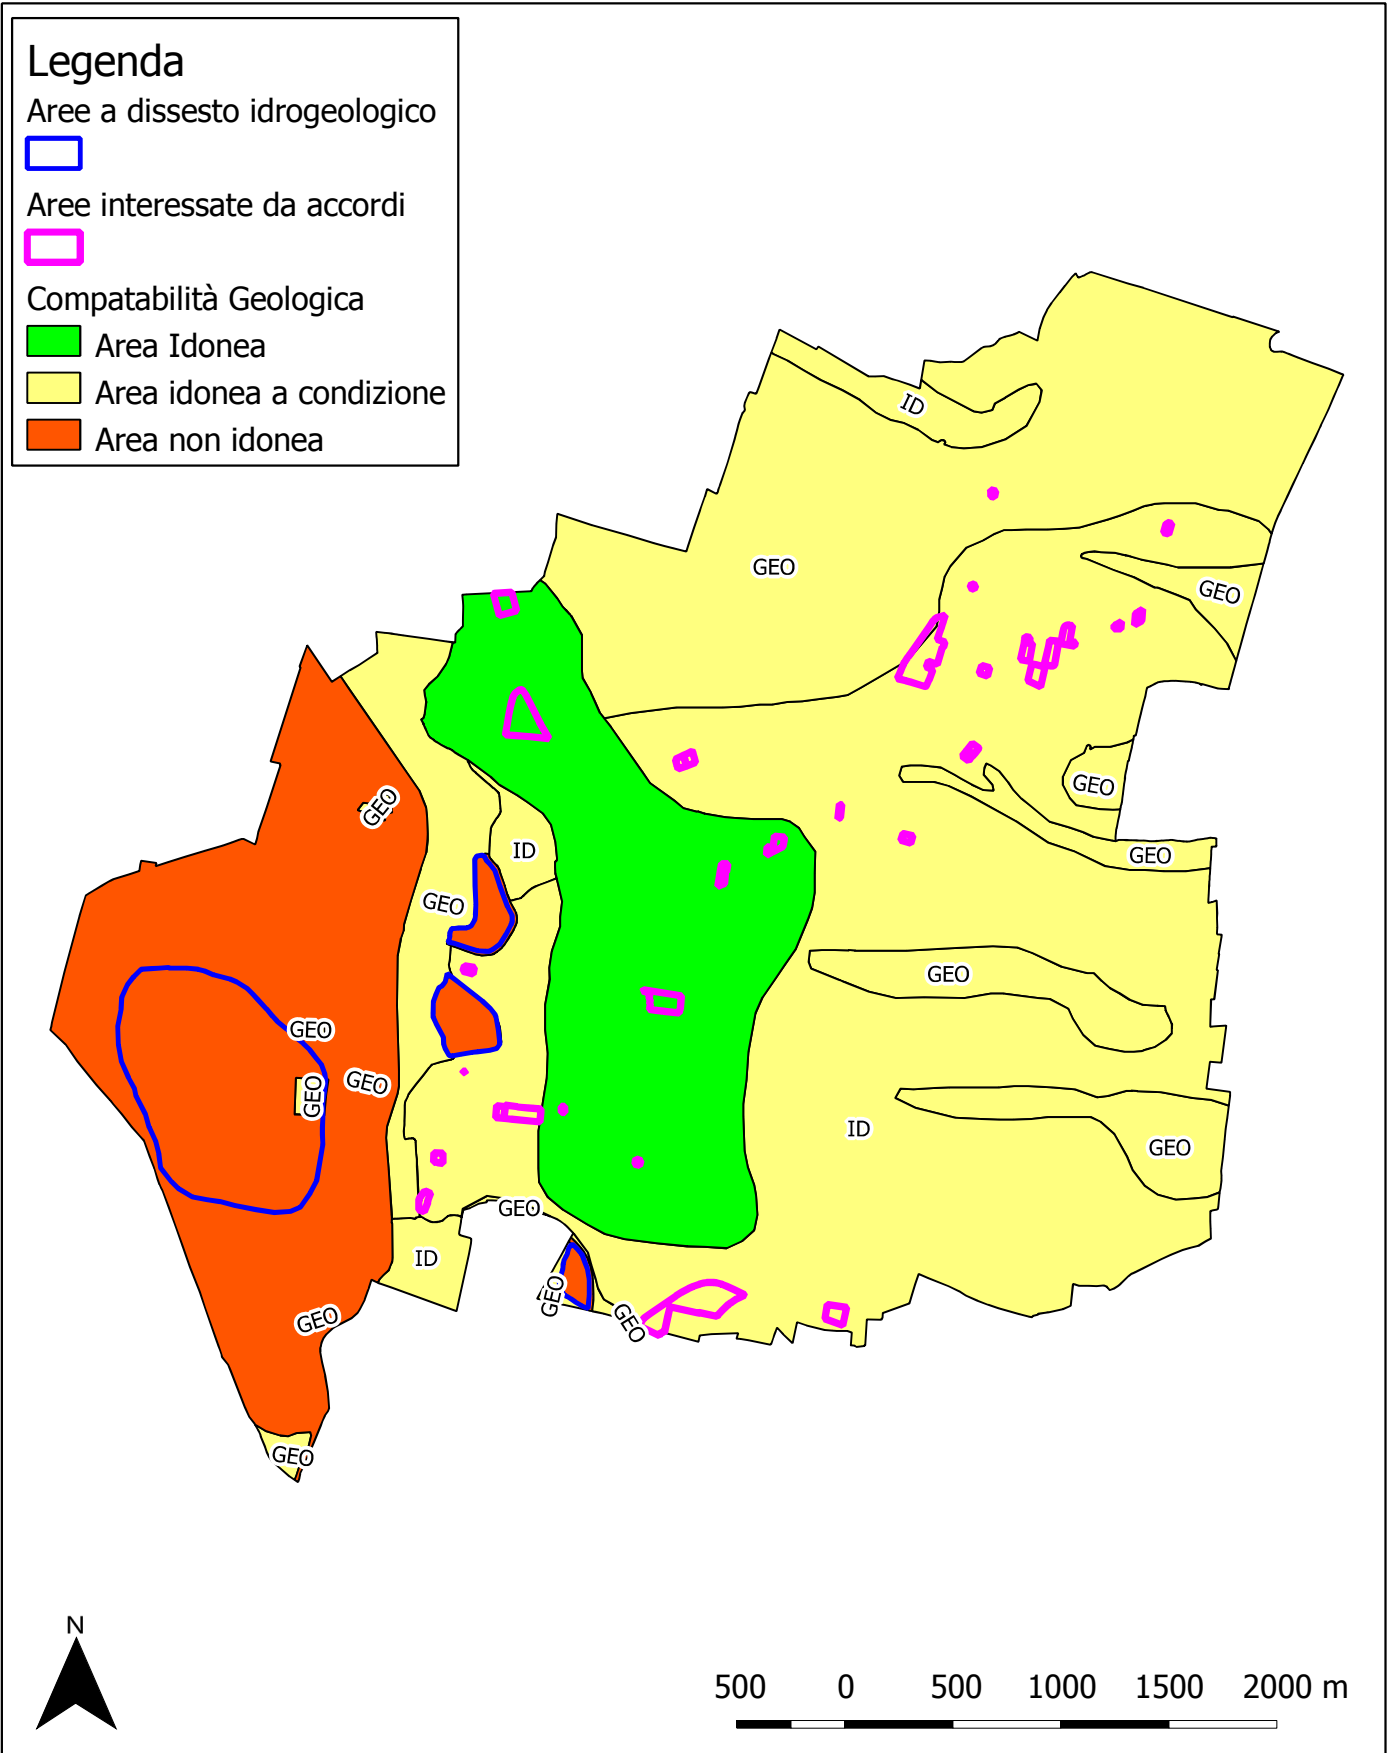 Legenda
Aree a dissesto idrogeologico
Aree interessate da accordi
Compatabilità Geologica
Area Idonea
Area idonea a condizione
Area non idonea
ID
GEO
GEO
GEO
GEO
ID
GEO
GEO
GEO
GEO
GEO
GEO
ID
GEO
GEO
ID
GEO
GEO
GEO
GEO
N
500 0 500 1000 1500 2000 m